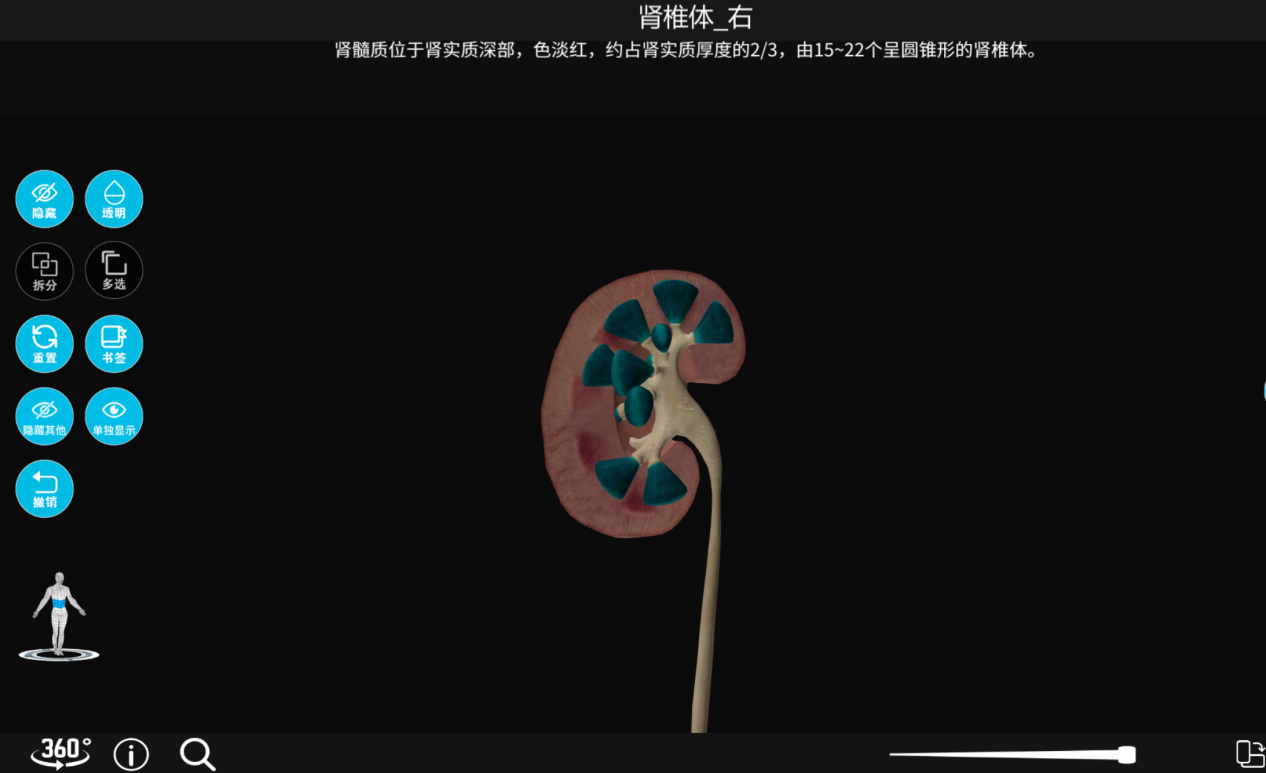 肾椎体_右
肾髓质位于肾实质深部，色淡红，约占肾实质厚度的2/3，由15~22个呈圆锥形的肾椎体。
隐藏
透明
拆分
多选
重置
书签
隐藏其他
单独显示
撤销
360°